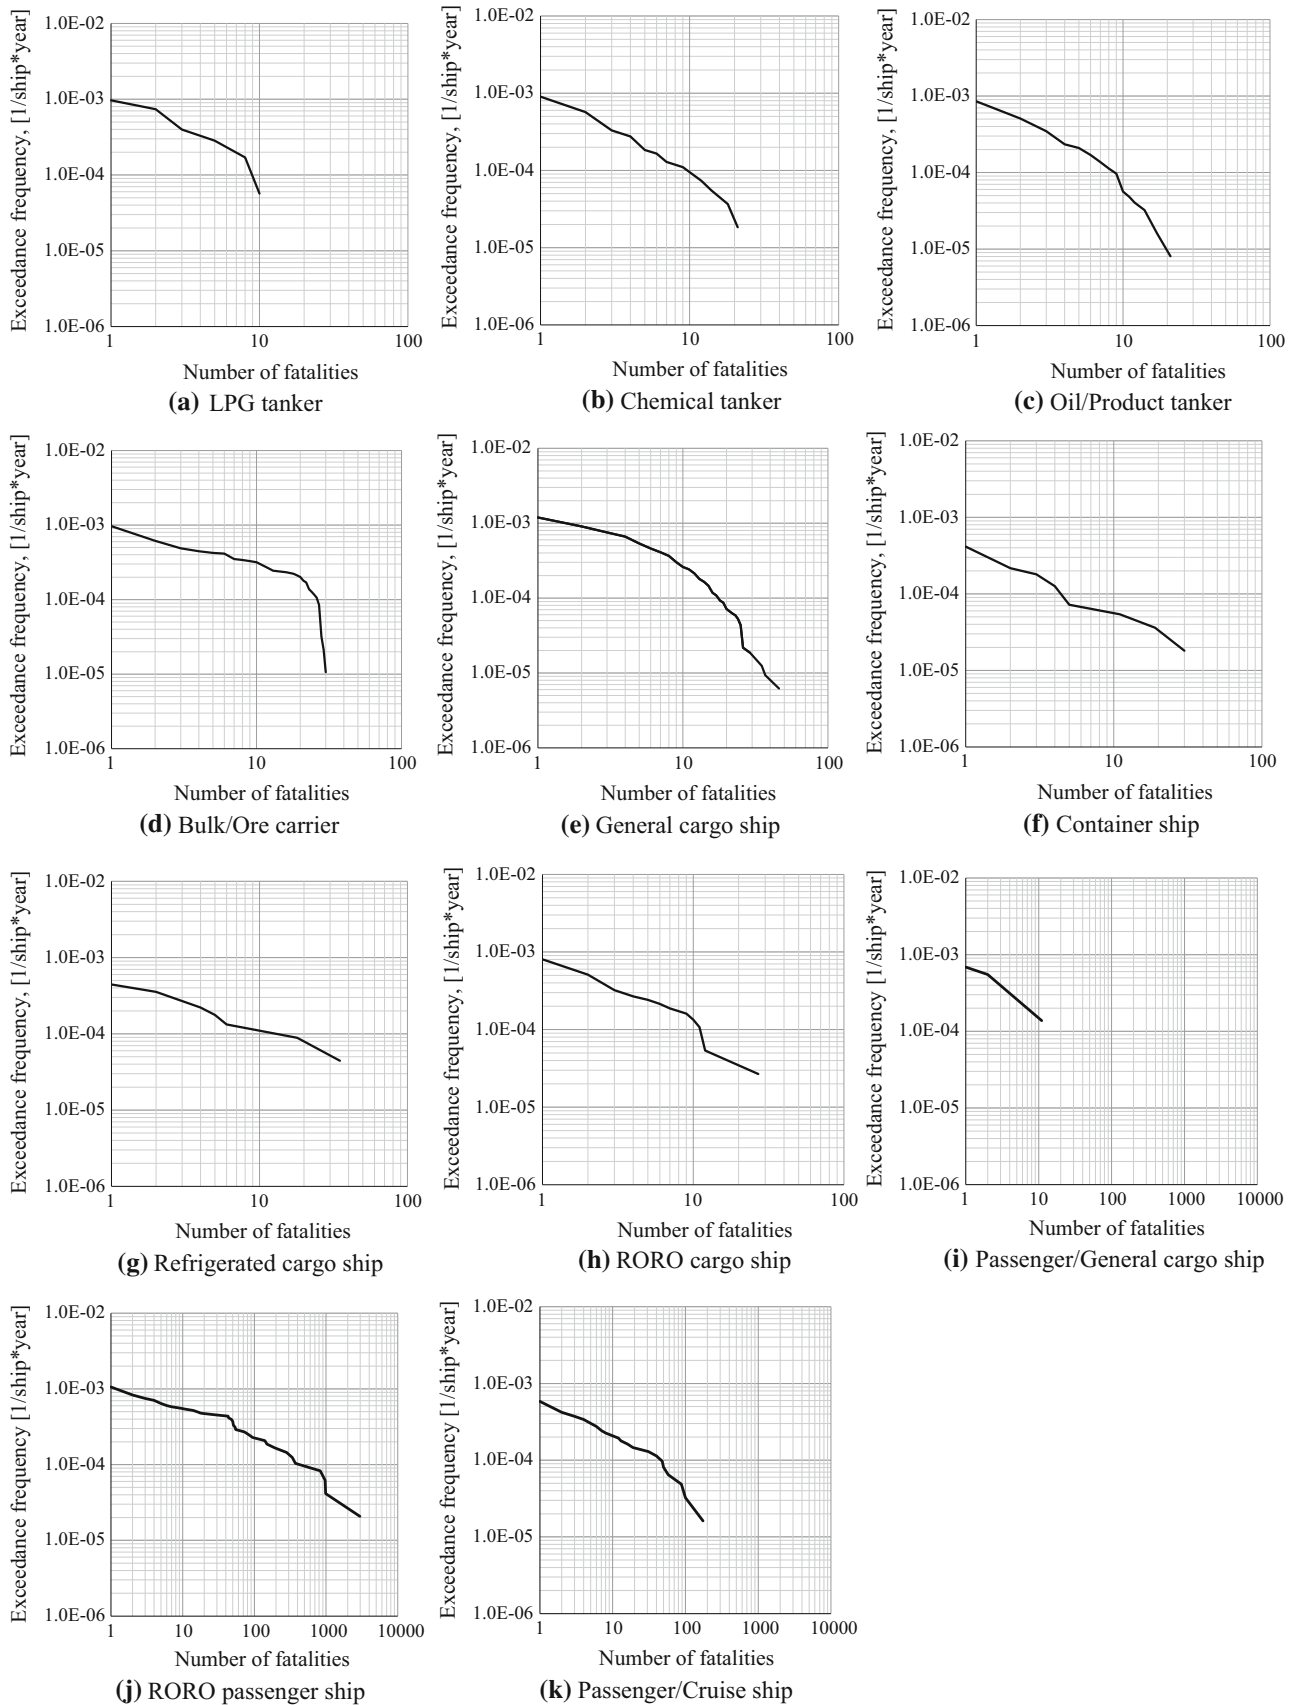 Exceedance frequency, [1/ship*year]
1.0E-02
1.0E-03
1.0E-04
1.0E-05
1.0E-06
1
10
100
Number of fatalities
(a) LPG tanker
Exceedance frequency, [1/ship*year]
1.0E-02
1.0E-03
1.0E-04
1.0E-05
1.0E-06
1
10
100
Number of fatalities
(b) Chemical tanker
Exceedance frequency, [1/ship*year]
1.0E-02
1.0E-03
1.0E-04
1.0E-05
1.0E-06
1
10
100
Number of fatalities
(c) Oil/Product tanker
Exceedance frequency, [1/ship*year]
1.0E-02
1.0E-03
1.0E-04
1.0E-05
1.0E-06
1
10
100
Number of fatalities
(d) Bulk/Ore carrier
Exceedance frequency, [1/ship*year]
1.0E-02
1.0E-03
1.0E-04
1.0E-05
1.0E-06
1
10
100
Number of fatalities
(e) General cargo ship
Exceedance frequency, [1/ship*year]
1.0E-02
1.0E-03
1.0E-04
1.0E-05
1.0E-06
1
10
100
Number of fatalities
(f) Container ship
Exceedance frequency, [1/ship*year]
1.0E-02
1.0E-03
1.0E-04
1.0E-05
1.0E-06
1
10
100
Number of fatalities
(g) Refrigerated cargo ship
Exceedance frequency, [1/ship*year]
1.0E-02
1.0E-03
1.0E-04
1.0E-05
1.0E-06
1
10
100
Number of fatalities
(h) RORO cargo ship
Exceedance frequency [1/ship*year]
1.0E-02
1.0E-03
1.0E-04
1.0E-05
1.0E-06
1
10
100
1000
10000
Number of fatalities
(i) Passenger/General cargo ship
Exceedance frequency [1/ship*year]
1.0E-02
1.0E-03
1.0E-04
1.0E-05
1.0E-06
1
10
100
1000
10000
Number of fatalities
(j) RORO passenger ship
Exceedance frequency [1/ship*year]
1.0E-02
1.0E-03
1.0E-04
1.0E-05
1.0E-06
1
10
100
1000
10000
Number of fatalities
(k) Passenger/Cruise ship